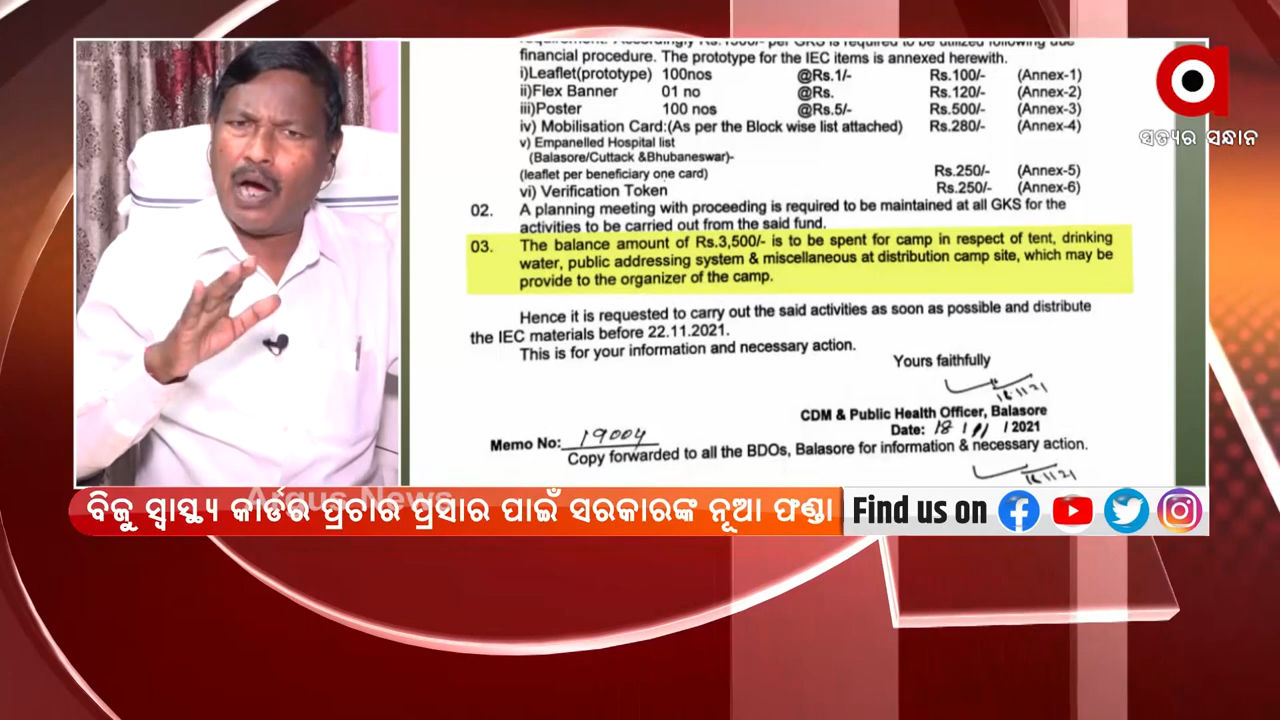 financial procedure. The prototype for the IEC items is annexed herewith.
i)Leaflet(prototype) 100nos @Rs.1/- Rs.100/- (Annex-1)
ii)Flex Banner 01 no @Rs. Rs.120/- (Annex-2)
iii)Poster 100 nos @Rs.5/- Rs.500/- (Annex-3)
iv) Mobilisation Card:(As per the Block wise list attached) Rs.280/- (Annex-4)
v) Empanelled Hospital list
(Balasore/Cuttack &Bhubaneswar)-
(leaflet per beneficiary one card) Rs.250/- (Annex-5)
vi) Verification Token Rs.250/- (Annex-6)
02. A planning meeting with proceeding is required to be maintained at all GKS for the
activities to be carried out from the said fund.
03. The balance amount of Rs.3,500/- is to be spent for camp in respect of tent, drinking
water, public addressing system & miscellaneous at distribution camp site, which may be
provide to the organizer of the camp.
Hence it is requested to carry out the said activities as soon as possible and distribute
the IEC materials before 22.11.2021.
This is for your information and necessary action.
Yours faithfully
CDM & Public Health Officer, Balasore
Date: 18/11/2021
Memo No: 19004
Copy forwarded to all the BDOs, Balasore for information & necessary action.
ସତ୍ୟର ସନ୍ଧାନ
Argus News
ବିଜୁ ସ୍ୱାସ୍ଥ୍ୟ କାର୍ଡର ପ୍ରଚାର ପ୍ରସାର ପାଇଁ ସରକାରଙ୍କ ନୂଆ ଫଣ୍ଡା
Find us on